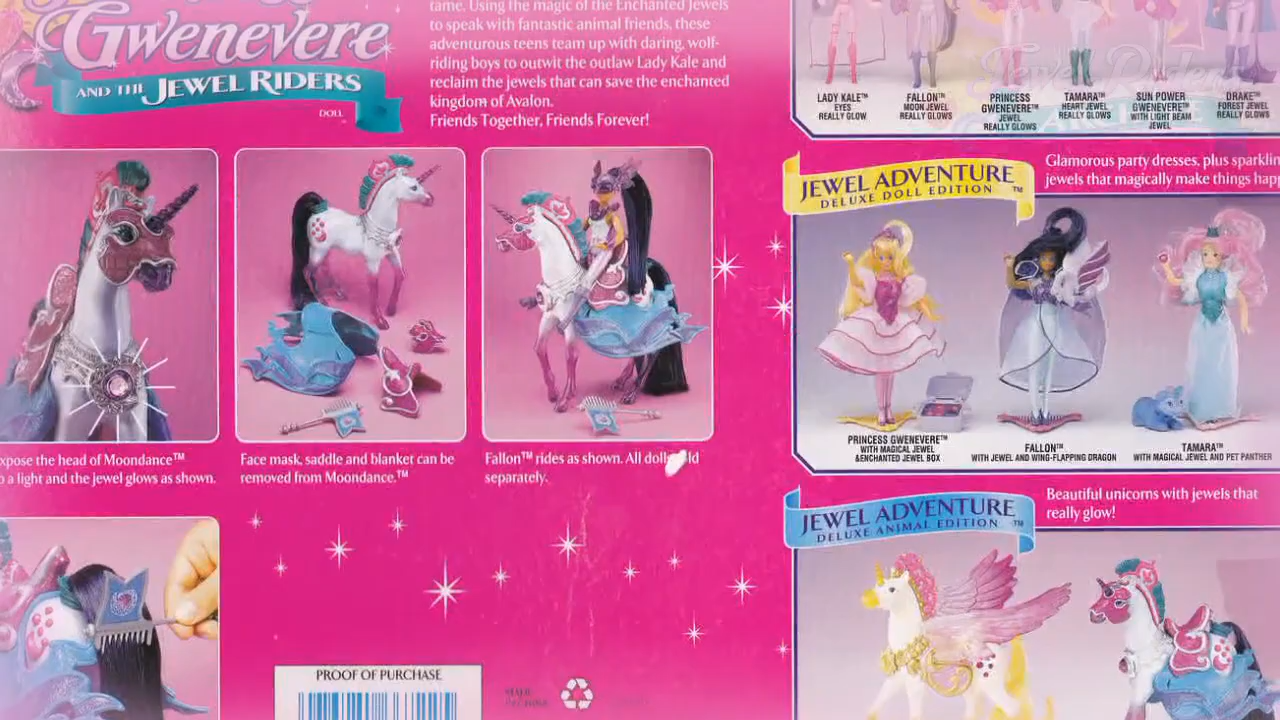 Gwenevere
AND THE JEWEL RIDERS
DOLL
tame. Using the magic of the Enchanted Jewels
to speak with fantastic animal friends, these
adventurous teens team up with daring, wolf-
riding boys to outwit the outlaw Lady Kale and
reclaim the jewels that can save the enchanted
kingdom of Avalon.
Friends Together, Friends Forever!
LADY KALE™
EYES
REALLY GLOW
FALLON™
MOON JEWEL
REALLY GLOWS
PRINCESS
GWENEVERE™
JEWEL
REALLY GLOWS
TAMARA™
HEART JEWEL
REALLY GLOWS
SUN POWER
GWENEVERE™
WITH LIGHT BEAM
JEWEL
DRAKE™
FOREST JEWEL
REALLY GLOWS
Jewel Riders
JEWEL ADVENTURE
DELUXE DOLL EDITION ™
Glamorous party dresses, plus sparklin
jewels that magically make things hap
PRINCESS GWENEVERE™
WITH MAGICAL JEWEL
&ENCHANTED JEWEL BOX
FALLON™
WITH JEWEL AND WING-FLAPPING DRAGON
TAMARA™
WITH MAGICAL JEWEL AND PET PANTHER
xpose the head of Moondance™
o a light and the jewel glows as shown.
Face mask, saddle and blanket can be
removed from Moondance.™
Fallon™ rides as shown. All dolls ld
separately.
JEWEL ADVENTURE
DELUXE ANIMAL EDITION ™
Beautiful unicorns with jewels that
really glow!
PROOF OF PURCHASE